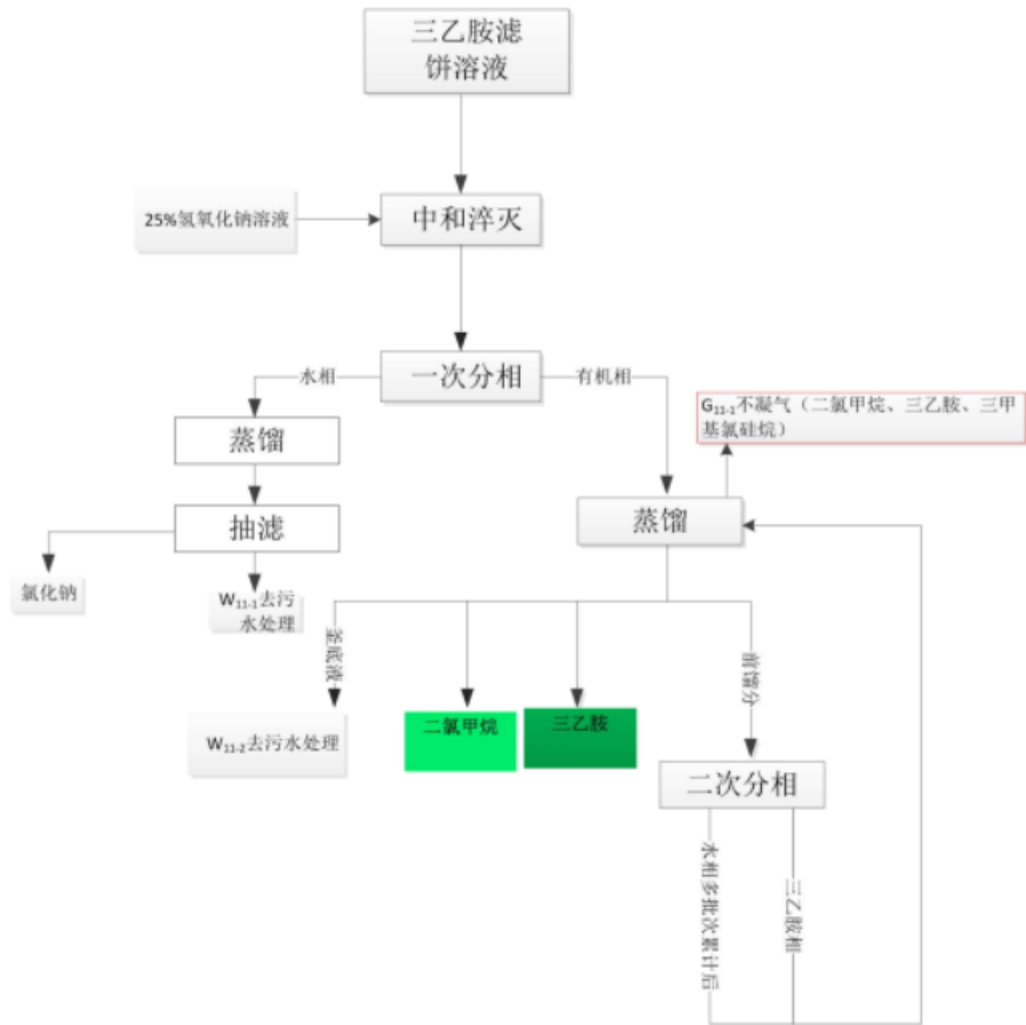 三乙胺滤
饼溶液
25%氢氧化钠溶液
中和淬灭
一次分相
水相
有机相
G11-1不凝气（二氯甲烷、三乙胺、三甲
基氯硅烷）
蒸馏
蒸馏
抽滤
氯化钠
W11-1去污
水处理
釜底液
前馏分
W11-2去污水处理
二氯甲烷
三乙胺
二次分相
水相多批次累计后
三乙胺相